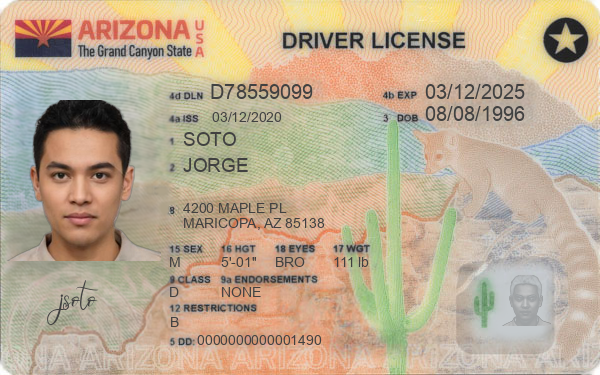 ARIZONA USA
The Grand Canyon State
DRIVER LICENSE
4d DLN D78559099
4b EXP 03/12/2025
4a ISS 03/12/2020
3 DOB 08/08/1996
1 SOTO
2 JORGE
8 4200 MAPLE PL
MARICOPA, AZ 85138
15 SEX 16 HGT 18 EYES 17 WGT
M 5'-01" BRO 111 lb
9 CLASS 9a ENDORSEMENTS
D NONE
12 RESTRICTIONS
B
5 DD: 0000000000001490
jsoto
ARIZONA ARIZONA ARIZONA ARIZONA